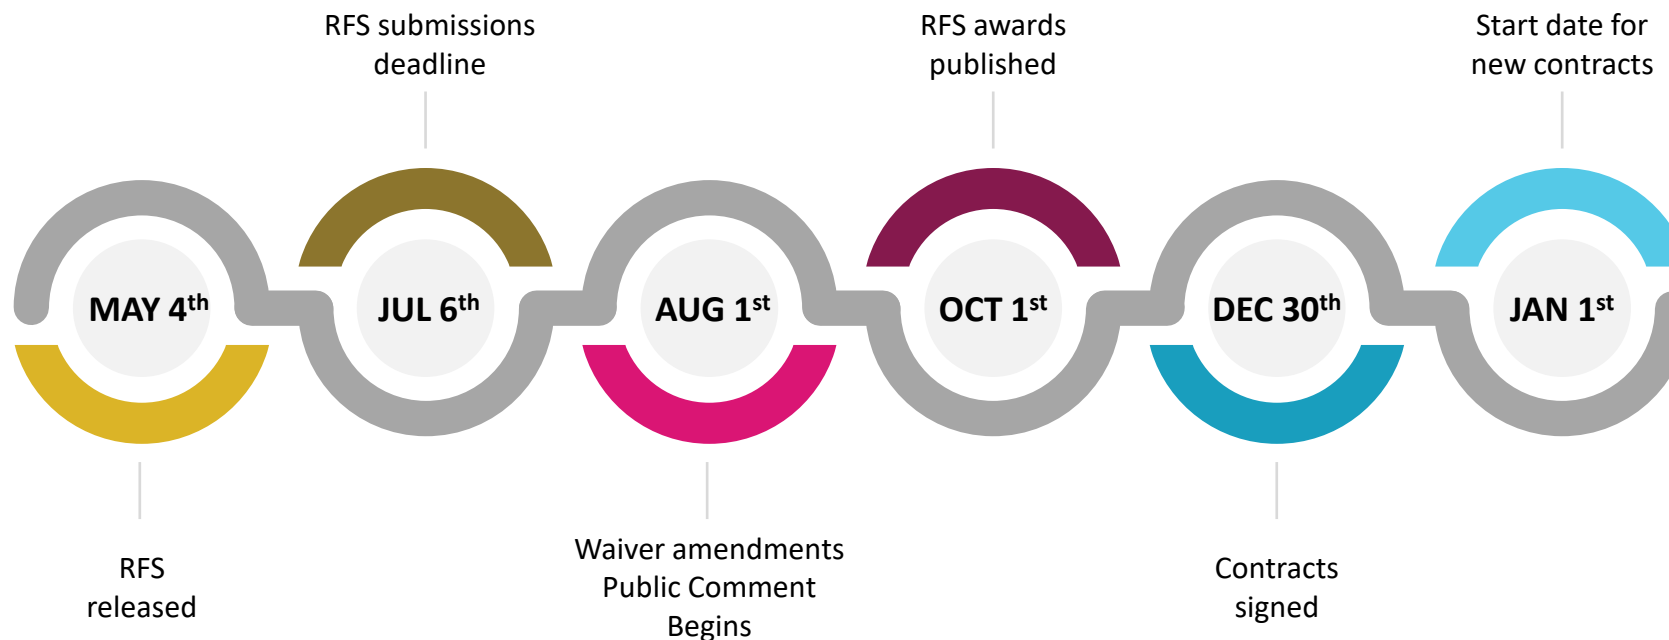 RFS submissions
deadline
RFS awards
published
Start date for
new contracts
MAY 4th
JUL 6th
AUG 1st
OCT 1st
DEC 30th
JAN 1st
RFS
released
Waiver amendments
Public Comment
Begins
Contracts
signed